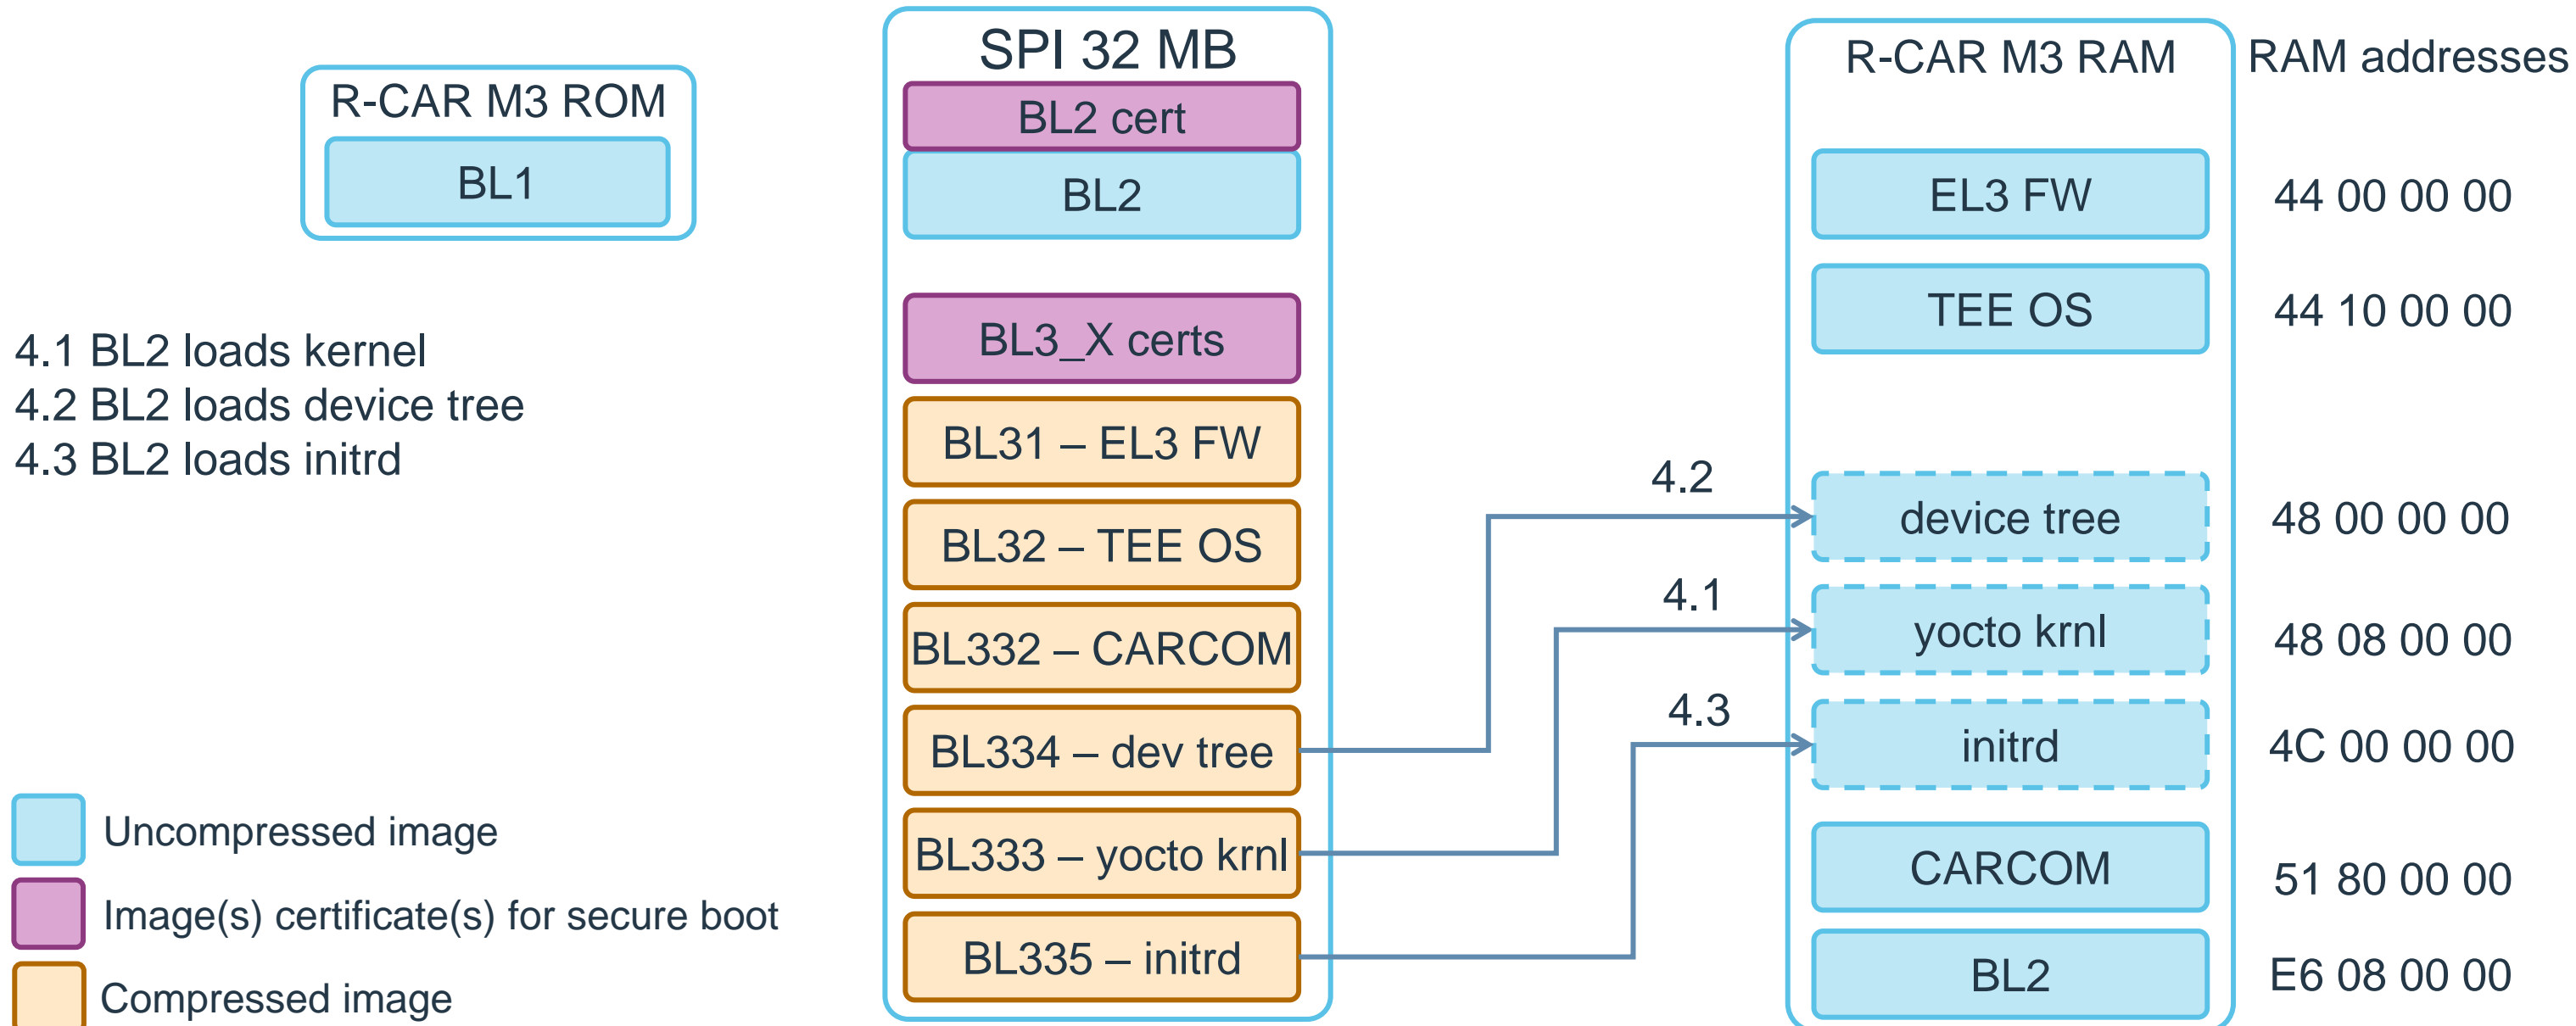 R-CAR M3 ROM
BL1
4.1 BL2 loads kernel
4.2 BL2 loads device tree
4.3 BL2 loads initrd
Uncompressed image
Image(s) certificate(s) for secure boot
Compressed image
SPI 32 MB
BL2 cert
BL2
BL3_X certs
BL31 – EL3 FW
BL32 – TEE OS
BL332 – CARCOM
BL334 – dev tree
BL333 – yocto krnl
BL335 – initrd
4.2
4.1
4.3
R-CAR M3 RAM
RAM addresses
EL3 FW
44 00 00 00
TEE OS
44 10 00 00
device tree
48 00 00 00
yocto krnl
48 08 00 00
initrd
4C 00 00 00
CARCOM
51 80 00 00
BL2
E6 08 00 00